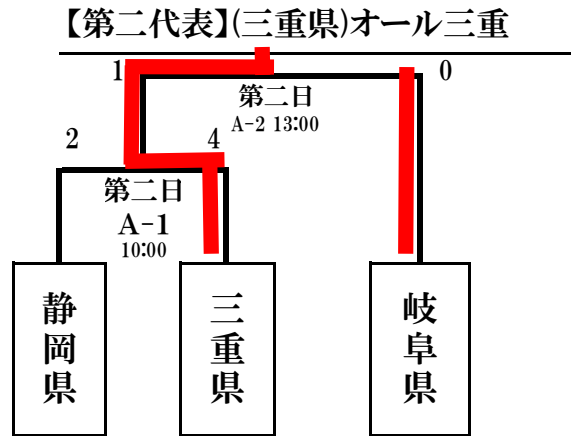 【第二代表】(三重県)オール三重
1
0
第二日
A-2 13:00
2
4
第二日
A-1
10:00
静岡県
三重県
岐阜県